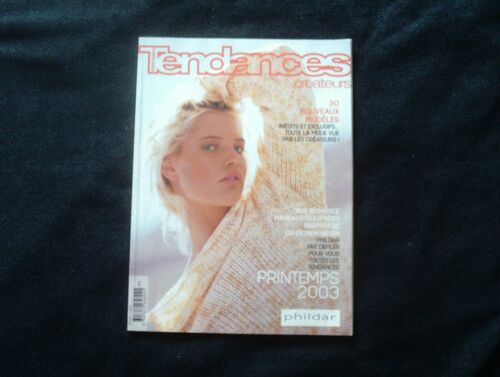 Tendances
créateurs
30
NOUVEAUX
MODÈLES
INÉDITS ET EXCLUSIFS...
TOUTE LA MODE VUE
PAR LES CRÉATEURS !
PHILDAR
FAIT DEFILER
POUR VOUS
TOUTES LES
TENDANCES
PRINTEMPS
2003
phildar